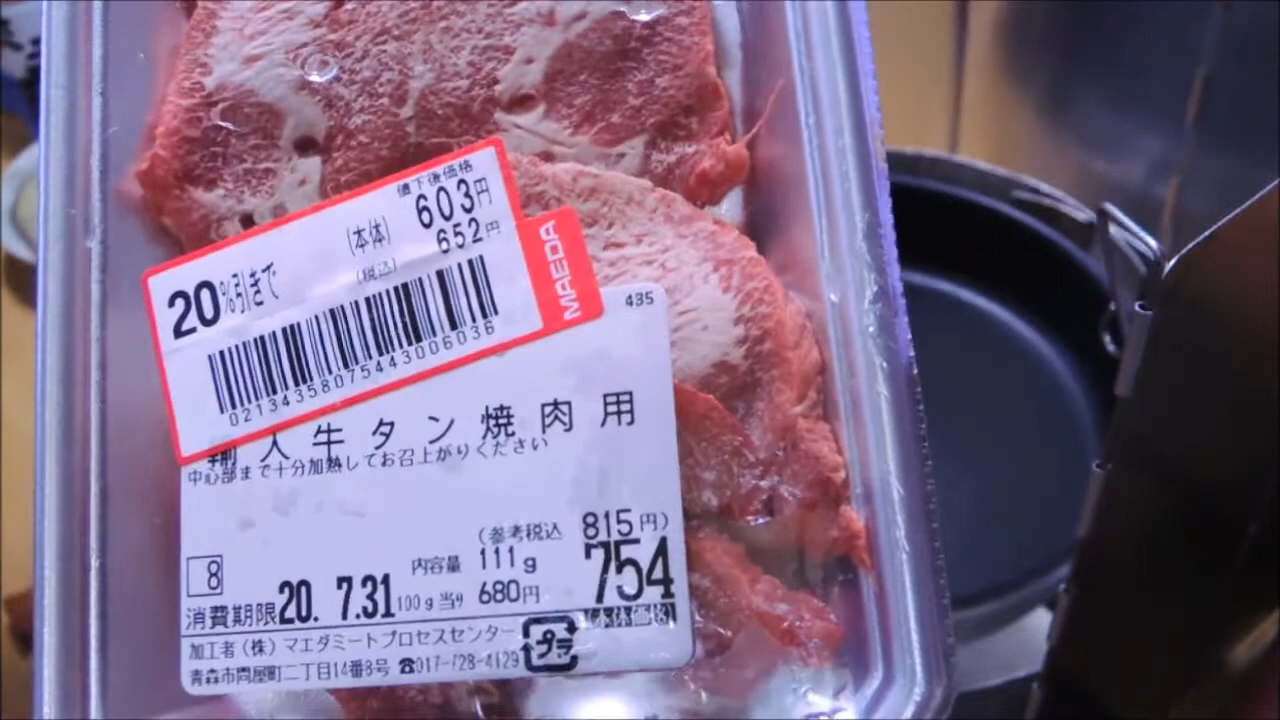 値下後価格
20%引きで
(本体) 603円
(税込) 652円
02134358075443006036
MAEDA
435
輸入牛タン焼肉用
中心部まで十分加熱してお召上がりください
(参考税込 815円)
8
内容量 111g
754
消費期限20. 7.31
100g当り 680円
(本体価格)
加工者(株)マエダミートプロセスセンター
プラ
青森市問屋町二丁目14番8号 ☎017-728-4129